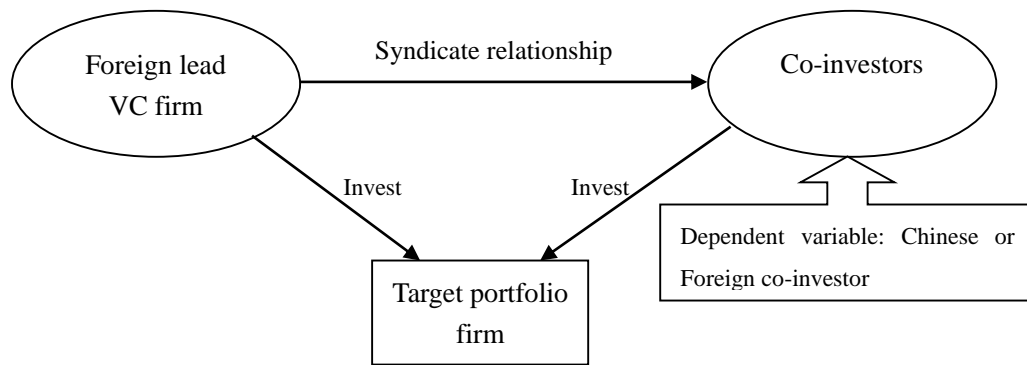 Foreign lead
VC firm
Syndicate relationship
Co-investors
Invest
Invest
Dependent variable: Chinese or
Foreign co-investor
Target portfolio
firm